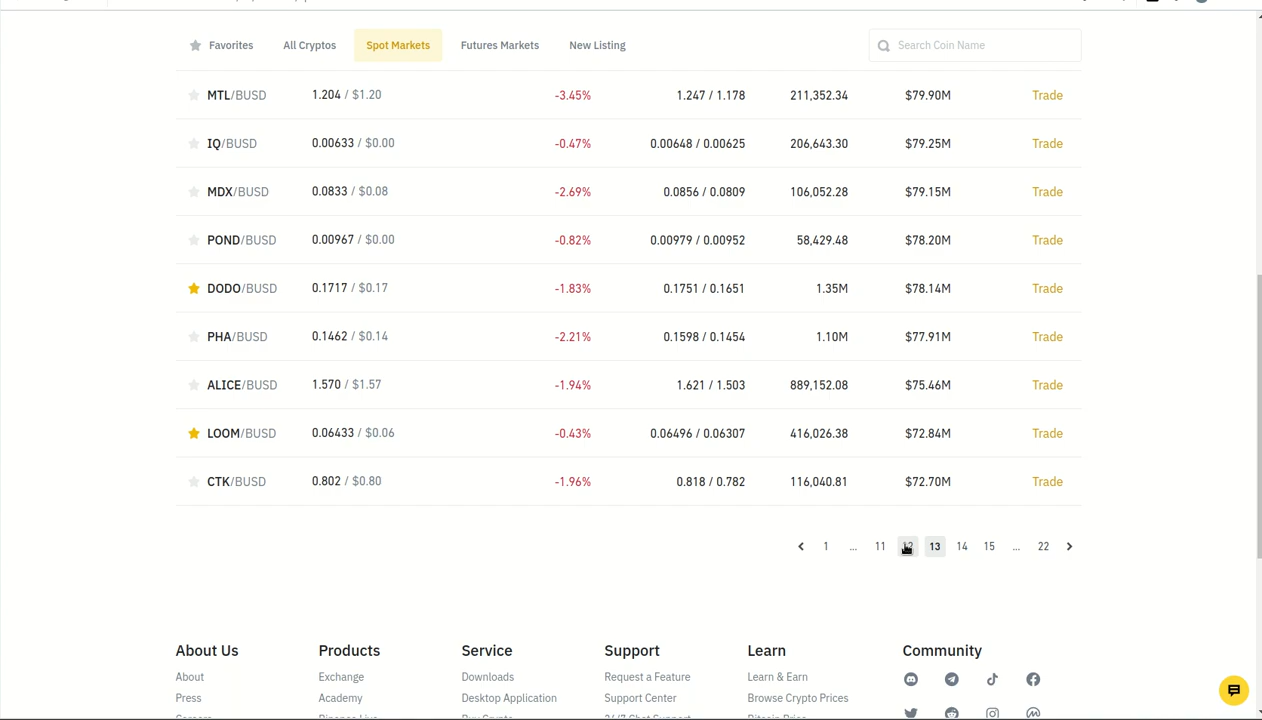 Favorites All Cryptos Spot Markets Futures Markets New Listing Search Coin Name
MTL/BUSD 1.204 / $1.20 -3.45% 1.247 / 1.178 211,352.34 $79.90M Trade
IQ/BUSD 0.00633 / $0.00 -0.47% 0.00648 / 0.00625 206,643.30 $79.25M Trade
MDX/BUSD 0.0833 / $0.08 -2.69% 0.0856 / 0.0809 106,052.28 $79.15M Trade
POND/BUSD 0.00967 / $0.00 -0.82% 0.00979 / 0.00952 58,429.48 $78.20M Trade
DODO/BUSD 0.1717 / $0.17 -1.83% 0.1751 / 0.1651 1.35M $78.14M Trade
PHA/BUSD 0.1462 / $0.14 -2.21% 0.1598 / 0.1454 1.10M $77.91M Trade
ALICE/BUSD 1.570 / $1.57 -1.94% 1.621 / 1.503 889,152.08 $75.46M Trade
LOOM/BUSD 0.06433 / $0.06 -0.43% 0.06496 / 0.06307 416,026.38 $72.84M Trade
CTK/BUSD 0.802 / $0.80 -1.96% 0.818 / 0.782 116,040.81 $72.70M Trade
1 ... 11 13 14 15 ... 22
About Us Products Service Support Learn Community
About Exchange Downloads Request a Feature Learn & Earn
Press Academy Desktop Application Support Center Browse Crypto Prices